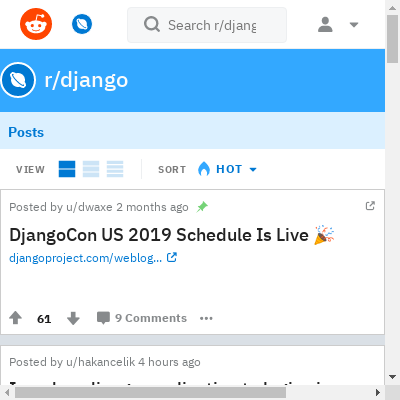 Search r/djang
r/django
Posts
VIEW SORT HOT
Posted by u/dwaxe 2 months ago
DjangoCon US 2019 Schedule Is Live 🎉
djangoproject.com/weblog...
61 9 Comments
Posted by u/hakancelik 4 hours ago